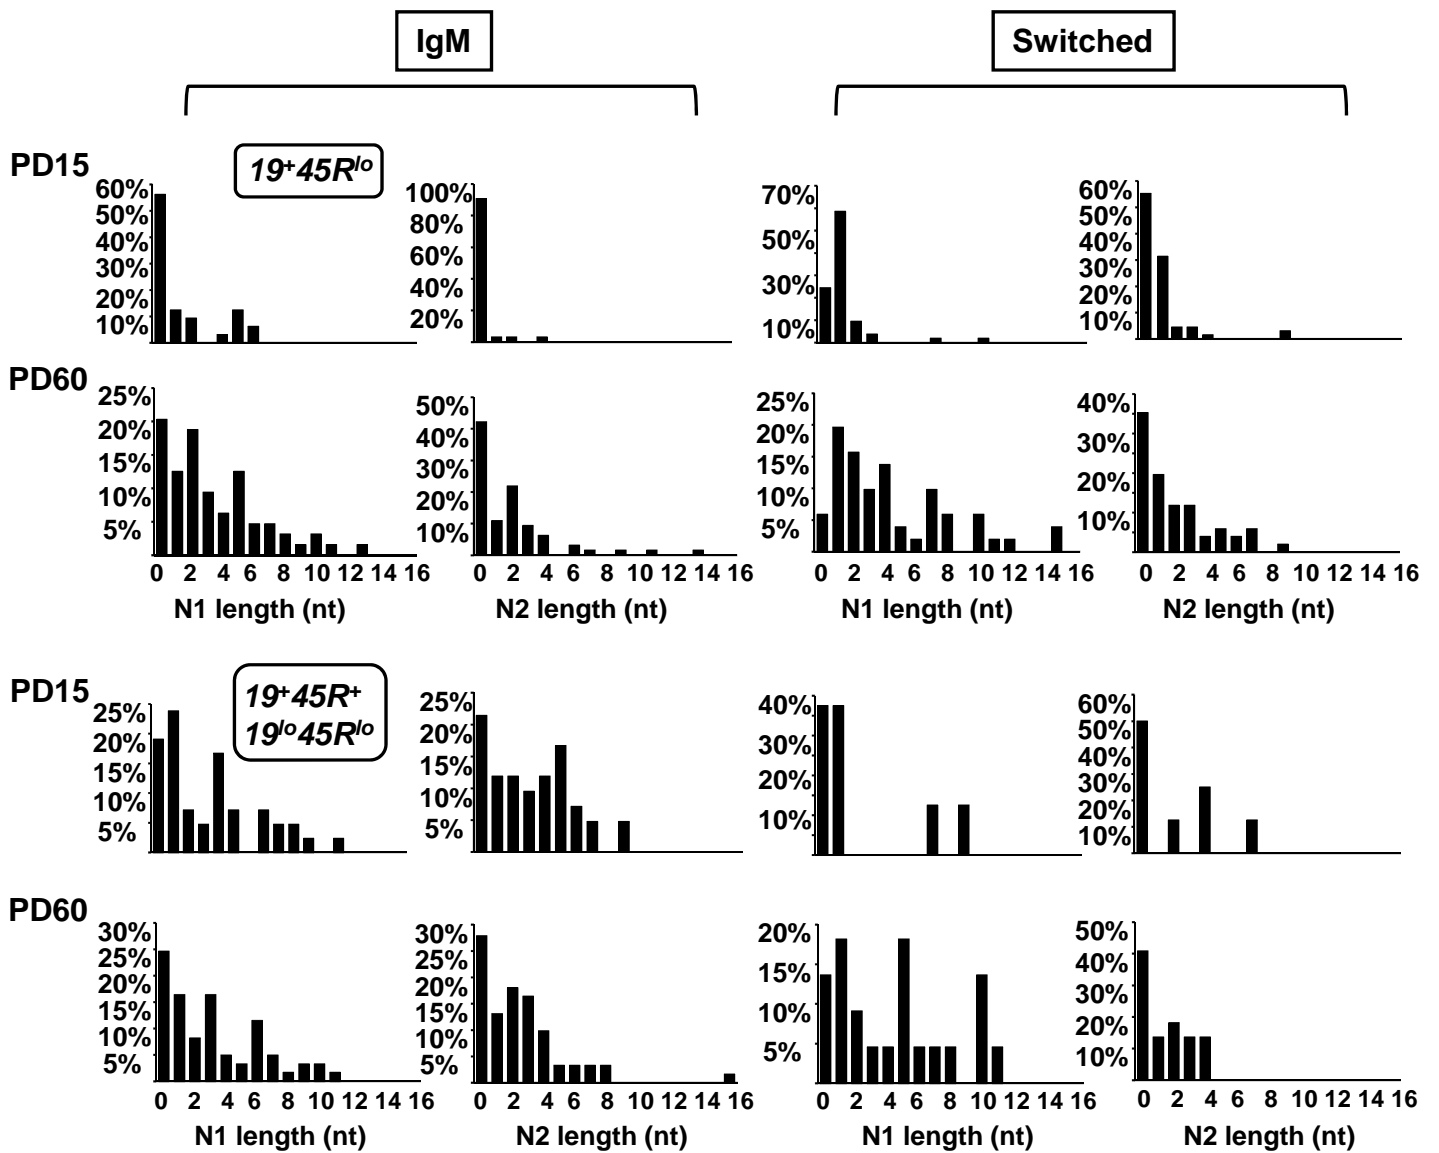 IgM Switched
PD15 19+45Rlo
60% 50% 40% 30% 20% 10%
100% 80% 60% 40% 20%
70% 50% 30% 10%
60% 50% 40% 30% 20% 10%
PD60
25% 20% 15% 10% 5%
50% 40% 30% 20% 10%
25% 20% 15% 10% 5%
40% 30% 20% 10%
0 2 4 6 8 10 12 14 16 0 2 4 6 8 10 12 14 16 0 2 4 6 8 10 12 14 16 0 2 4 6 8 10 12 14 16
N1 length (nt) N2 length (nt) N1 length (nt) N2 length (nt)
PD15
19+45R+
19lo45Rlo
25% 20% 15% 10% 5%
25% 20% 15% 10% 5%
40% 30% 20% 10%
60% 50% 40% 30% 20% 10%
PD60
30% 25% 20% 15% 10% 5%
30% 25% 20% 15% 10% 5%
20% 15% 10% 5%
50% 40% 30% 20% 10%
0 2 4 6 8 10 12 14 16 0 2 4 6 8 10 12 14 16 0 2 4 6 8 10 12 14 16 0 2 4 6 8 10 12 14 16
N1 length (nt) N2 length (nt) N1 length (nt) N2 length (nt)